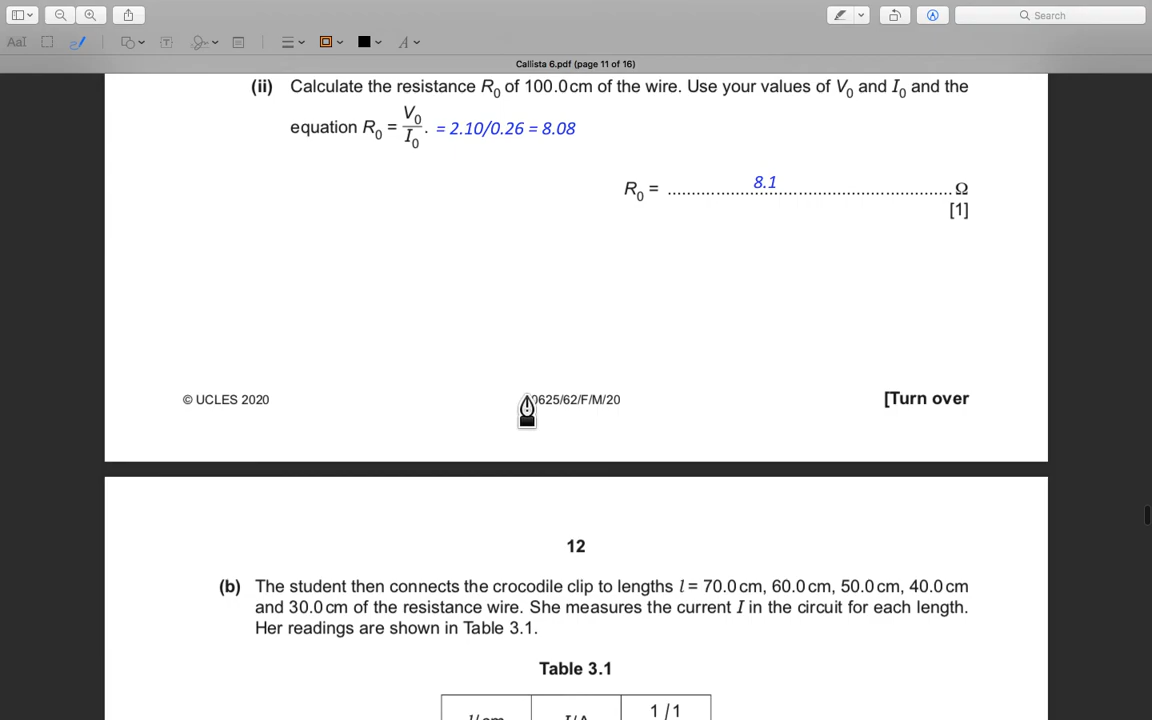 Search
AaI
T
A
Callista 6.pdf (page 11 of 16)
(ii) Calculate the resistance R0 of 100.0 cm of the wire. Use your values of V0 and I0 and the
equation R0 = V0/I0. = 2.10/0.26 = 8.08
R0 = 8.1 Ω
[1]
© UCLES 2020
0625/62/F/M/20
[Turn over
12
(b) The student then connects the crocodile clip to lengths l = 70.0 cm, 60.0 cm, 50.0 cm, 40.0 cm
and 30.0 cm of the resistance wire. She measures the current I in the circuit for each length.
Her readings are shown in Table 3.1.
Table 3.1
l/cm I/A 1/1